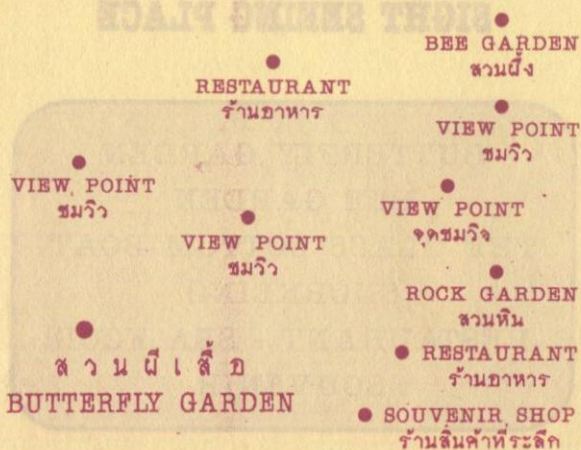 BEE GARDEN
สวนผึ้ง
RESTAURANT
ร้านอาหาร
VIEW POINT
ชมวิว
VIEW POINT
ชมวิว
VIEW POINT
จุดชมวิจ
VIEW POINT
ชมวิว
ROCK GARDEN
สวนหิน
สวนผีเสื้อ
BUTTERFLY GARDEN
RESTAURANT
ร้านอาหาร
SOUVENIR SHOP
ร้านสินค้าที่ระลึก